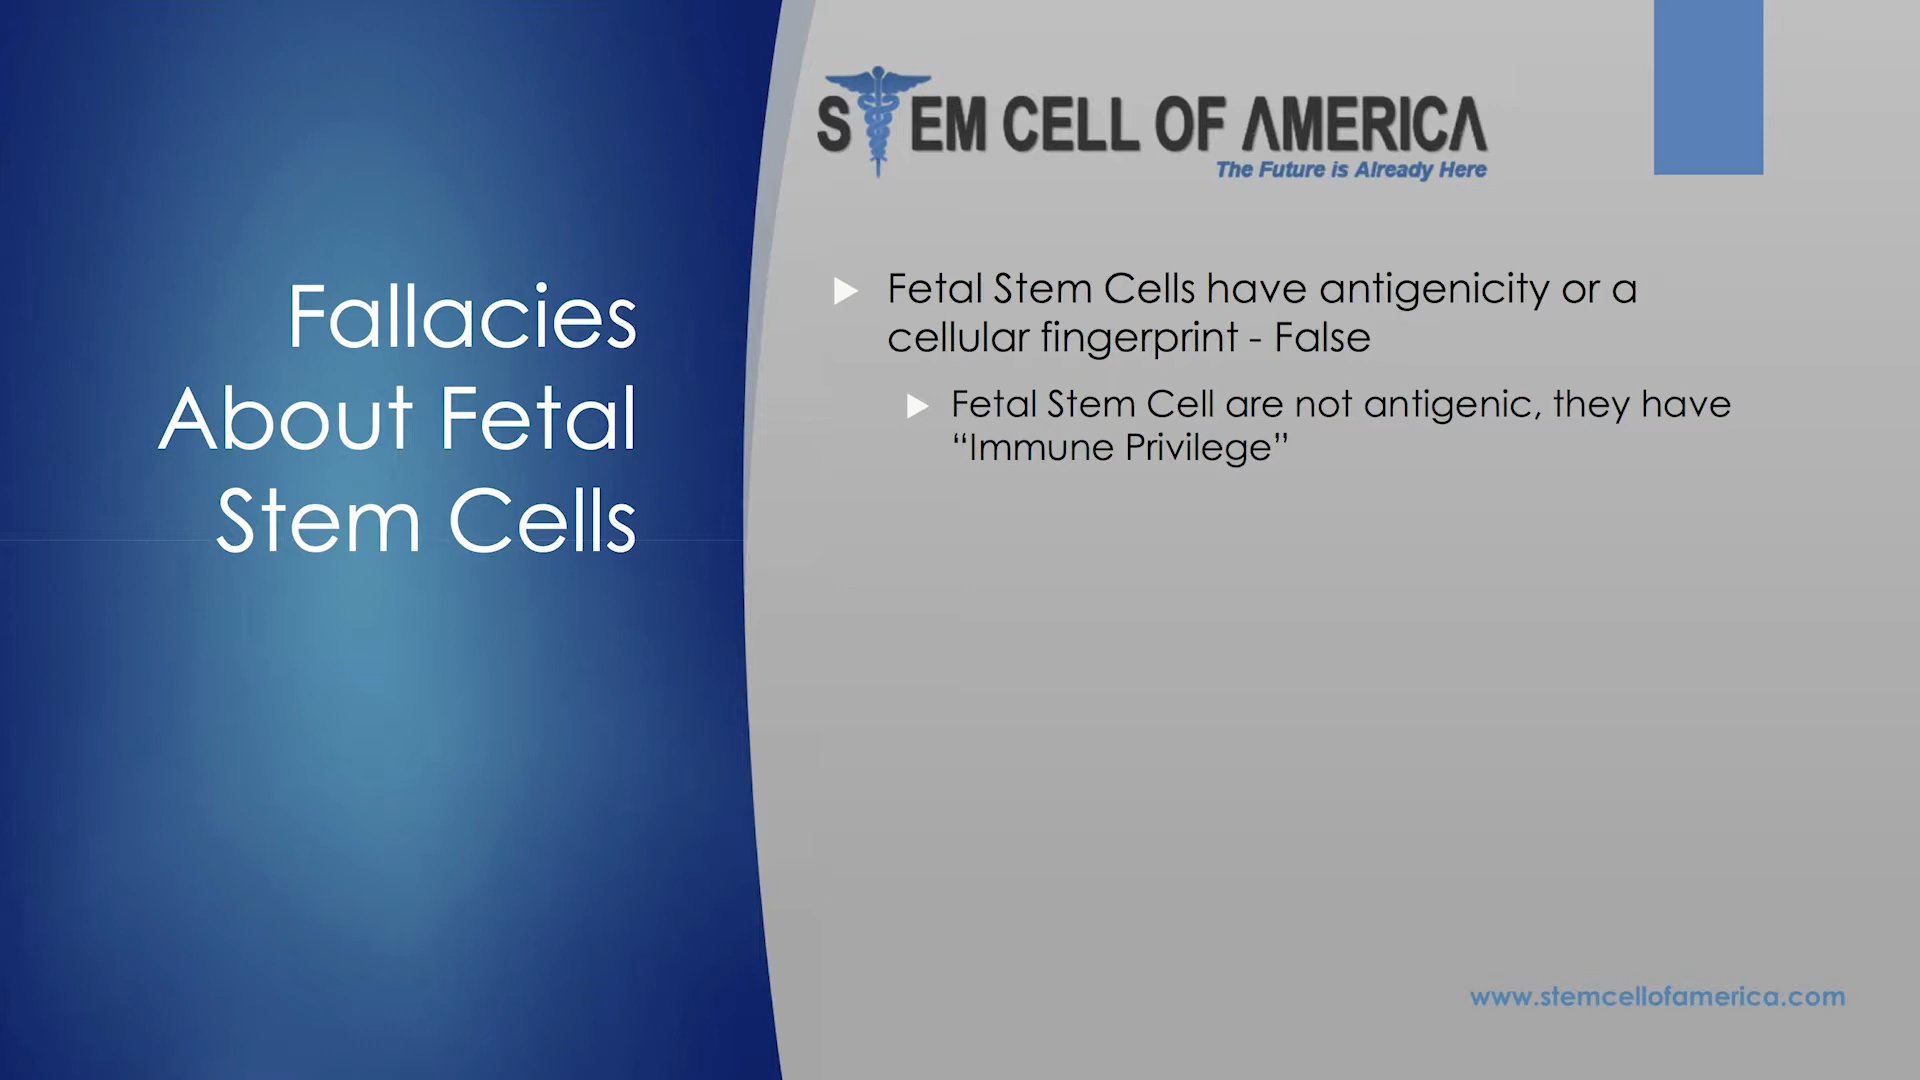 STEM CELL OF AMERICA
The Future is Already Here
Fallacies
About Fetal
Stem Cells
Fetal Stem Cells have antigenicity or a
cellular fingerprint - False
Fetal Stem Cell are not antigenic, they have
“Immune Privilege”
www.stemcellofamerica.com